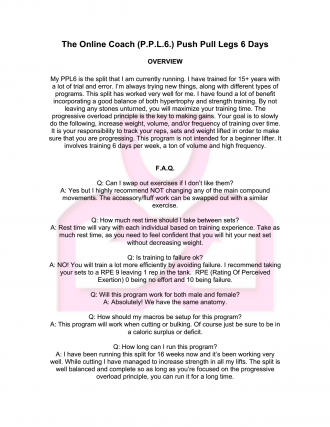 The Online Coach (P.P.L.6.) Push Pull Legs 6 Days
OVERVIEW
My PPL6 is the split that I am currently running. I have trained for 15+ years with
a lot of trial and error. I'm always trying new things, along with different types of
programs. This split has worked very well for me. I have found a lot of benefit
incorporating a good balance of both hypertrophy and strength training. By not
leaving any stones unturned, you will maximize your training time. The
progressive overload principle is the key to making gains. Your goal is to slowly
do the following, increase weight, volume, and/or frequency of training over time.
It is your responsibility to track your reps, sets and weight lifted in order to make
sure that you are progressing. This program is not intended for a beginner lifter. It
involves training 6 days per week, a ton of volume and high frequency.
F.A.Q.
Q: Can I swap out exercises if I don't like them?
A: Yes but I highly recommend NOT changing any of the main compound
movements. The accessory/fluff work can be swapped out with a similar
exercise.
Q: How much rest time should I take between sets?
A: Rest time will vary with each individual based on training experience. Take as
much rest time, as you need to feel confident that you will hit your next set
without decreasing weight.
Q: Is training to failure ok?
A: NO! You will train a lot more efficiently by avoiding failure. I recommend taking
your sets to a RPE 9 leaving 1 rep in the tank. RPE (Rating Of Perceived
Exertion) 0 being no effort and 10 being failure.
Q: Will this program work for both male and female?
A: Absolutely! We have the same anatomy.
Q: How should my macros be setup for this program?
A: This program will work when cutting or bulking. Of course just be sure to be in
a caloric surplus or deficit.
Q: How long can I run this program?
A: I have been running this split for 16 weeks now and it's been working very
well. While cutting I have managed to increase strength in all my lifts. The split is
well balanced and complete so as long as you're focused on the progressive
overload principle, you can run it for a long time.